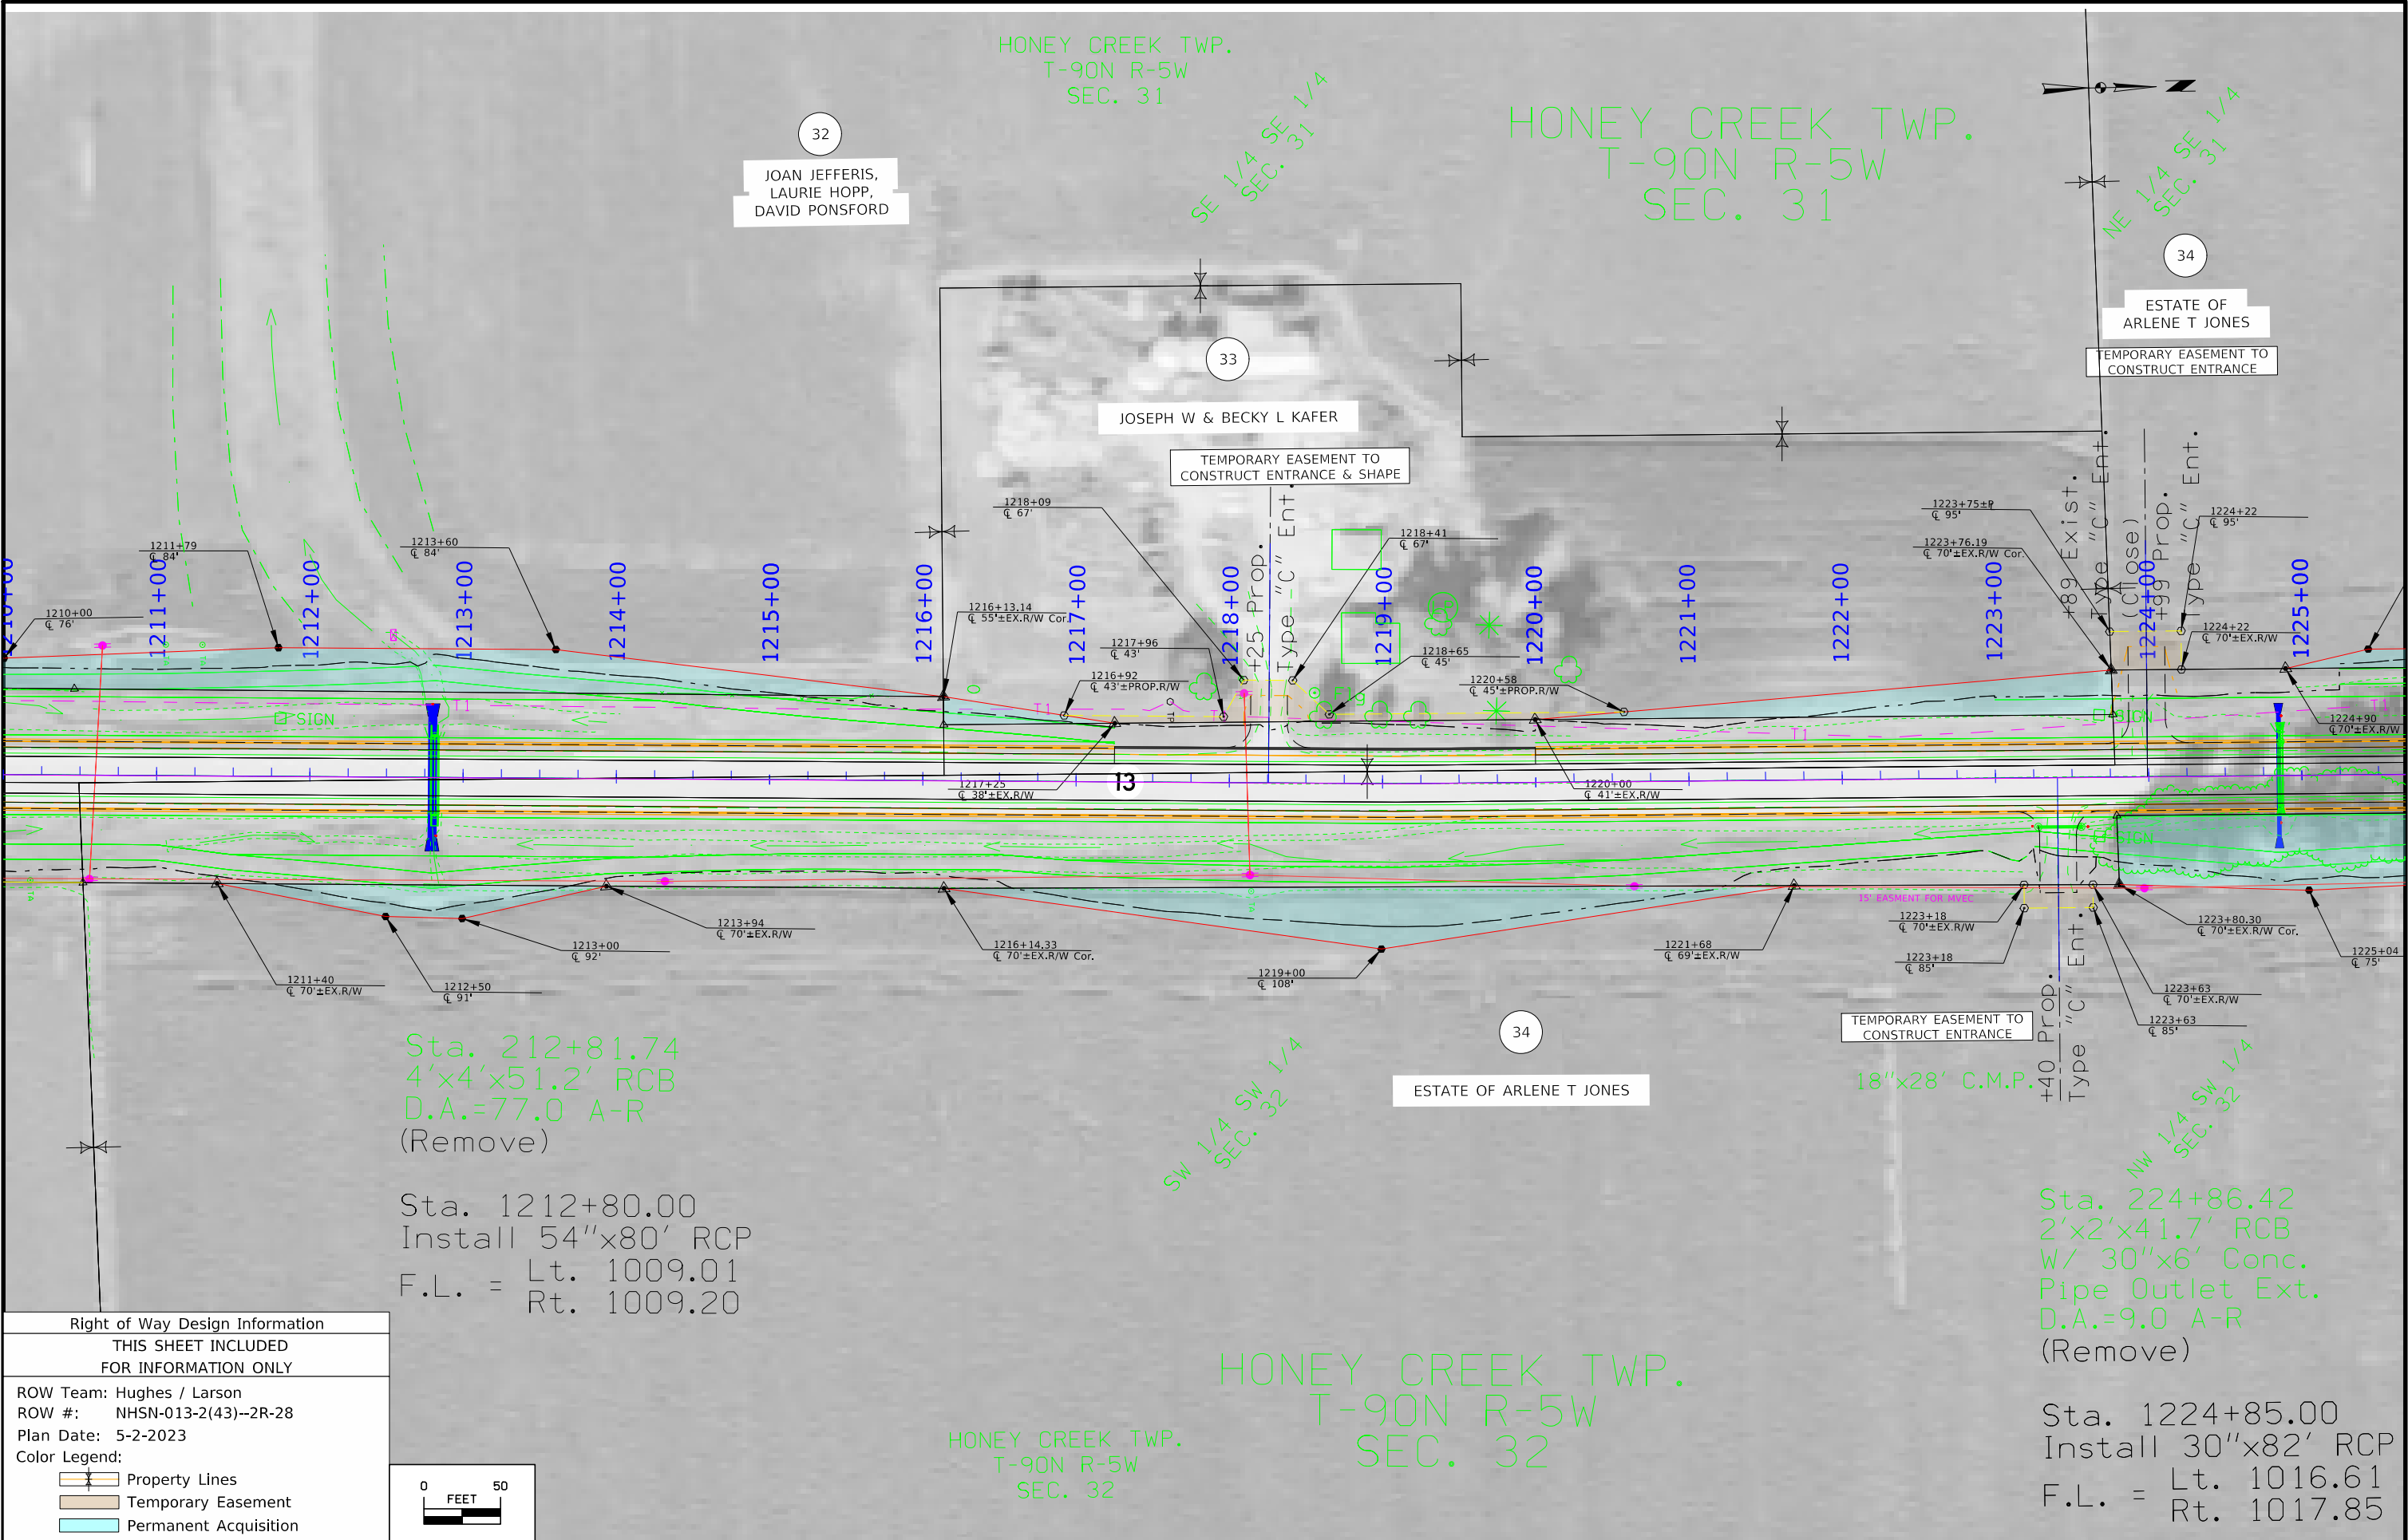 HONEY CREEK TWP.
T-90N R-5W
SEC. 31
SE 1/4 SE 1/4
SEC. 31
HONEY CREEK TWP.
T-90N R-5W
SEC. 31
NE 1/4 SE 1/4
SEC. 31
32
JOAN JEFFERIS,
LAURIE HOPP,
DAVID PONSFORD
34
ESTATE OF
ARLENE T JONES
TEMPORARY EASEMENT TO
CONSTRUCT ENTRANCE
33
JOSEPH W & BECKY L KAFER
TEMPORARY EASEMENT TO
CONSTRUCT ENTRANCE & SHAPE
1218+09
℄ 67'
1218+41
℄ 67'
1223+75±
℄ 95'
1223+76.19
℄ 70'±EX.R/W Cor.
1224+22
℄ 95'
+89 Exist.
Type "C" Ent.
(Close)
+99 Prop.
Type "C" Ent.
1211+79
℄ 84'
1213+60
℄ 84'
1210+00
℄ 76'
1210+00
1211+00
1212+00
1213+00
1214+00
1215+00
1216+00
1217+00
1218+00
1219+00
1220+00
1221+00
1222+00
1223+00
1224+00
1225+00
+25 Prop.
Type "C" Ent.
1216+13.14
℄ 55'±EX.R/W Cor.
1217+96
℄ 43'
1216+92
℄ 43'±PROP.R/W
1218+65
℄ 45'
1220+58
℄ 45'±PROP.R/W
1224+22
℄ 70'±EX.R/W
1224+90
℄ 70'±EX.R/W
T1
SIGN
T1
TP
T1
SIGN
T1
1217+25
℄ 38'±EX.R/W
13
1220+00
℄ 41'±EX.R/W
SIGN
15' EASMENT FOR MVEC
1211+40
℄ 70'±EX.R/W
1212+50
℄ 91'
1213+00
℄ 92'
1213+94
℄ 70'±EX.R/W
1216+14.33
℄ 70'±EX.R/W Cor.
1219+00
℄ 108'
1221+68
℄ 69'±EX.R/W
1223+18
℄ 70'±EX.R/W
1223+18
℄ 85'
1223+80.30
℄ 70'±EX.R/W Cor.
1225+04
℄ 75'
1223+63
℄ 70'±EX.R/W
1223+63
℄ 85'
34
ESTATE OF ARLENE T JONES
TEMPORARY EASEMENT TO
CONSTRUCT ENTRANCE
+40 Prop.
Type "C" Ent.
18"x28' C.M.P.
SW 1/4 SW 1/4
SEC. 32
NW 1/4 SW 1/4
SEC. 32
Sta. 212+81.74
4'x4'x51.2' RCB
D.A.=77.0 A-R
(Remove)
Sta. 1212+80.00
Install 54"x80' RCP
F.L. = Lt. 1009.01
Rt. 1009.20
Sta. 224+86.42
2'x2'x41.7' RCB
W/ 30"x6' Conc.
Pipe Outlet Ext.
D.A.=9.0 A-R
(Remove)
Sta. 1224+85.00
Install 30"x82' RCP
F.L. = Lt. 1016.61
Rt. 1017.85
HONEY CREEK TWP.
T-90N R-5W
SEC. 32
HONEY CREEK TWP.
T-90N R-5W
SEC. 32
Right of Way Design Information
THIS SHEET INCLUDED
FOR INFORMATION ONLY
ROW Team: Hughes / Larson
ROW #: NHSN-013-2(43)--2R-28
Plan Date: 5-2-2023
Color Legend:
Property Lines
Temporary Easement
Permanent Acquisition
0 50
FEET